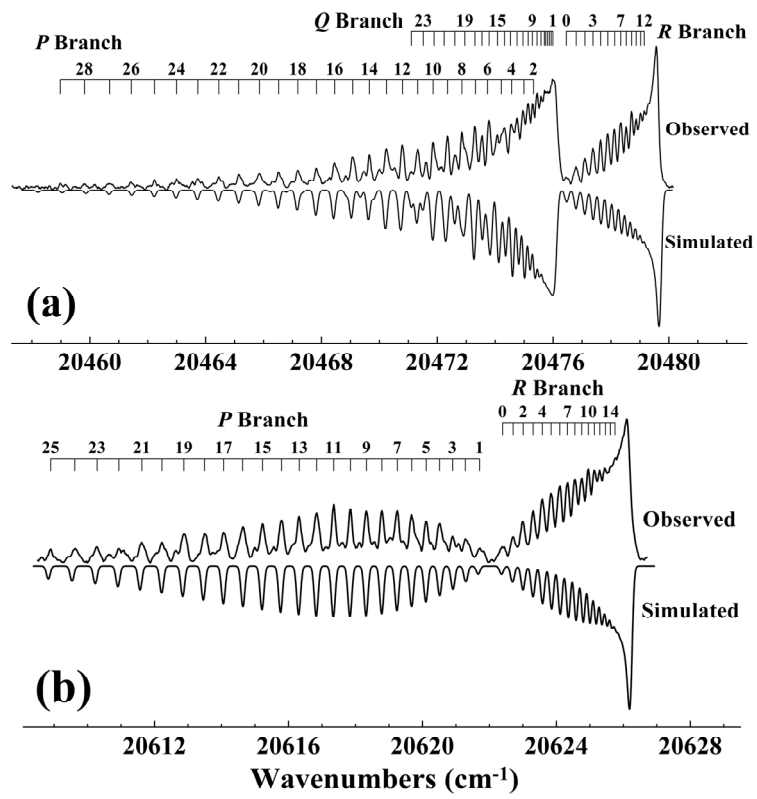 Q Branch 23 19 15 9 1 0 3 7 12
P Branch R Branch
28 26 24 22 20 18 16 14 12 10 8 6 4 2
Observed
Simulated
(a)
20460 20464 20468 20472 20476 20480
R Branch
P Branch 0 2 4 7 10 14
25 23 21 19 17 15 13 11 9 7 5 3 1
Observed
Simulated
(b)
20612 20616 20620 20624 20628
Wavenumbers (cm⁻¹)